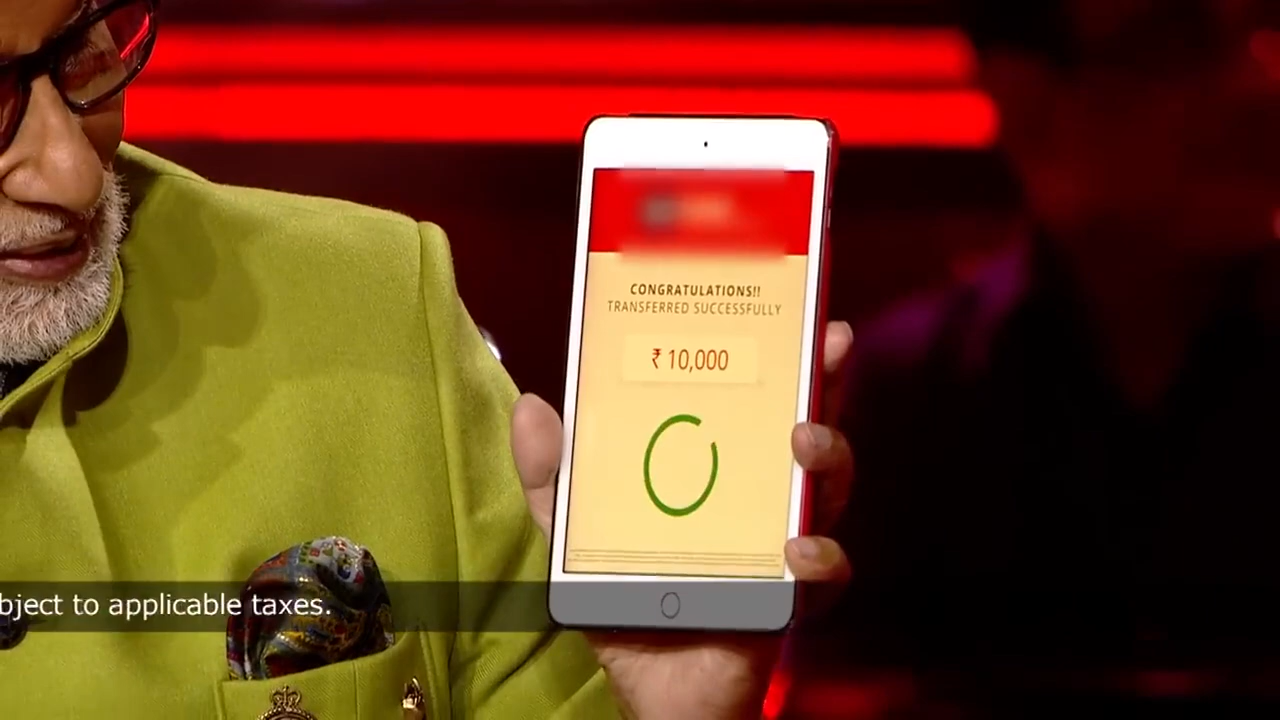 CONGRATULATIONS!!
TRANSFERRED SUCCESSFULLY
₹ 10,000
bject to applicable taxes.